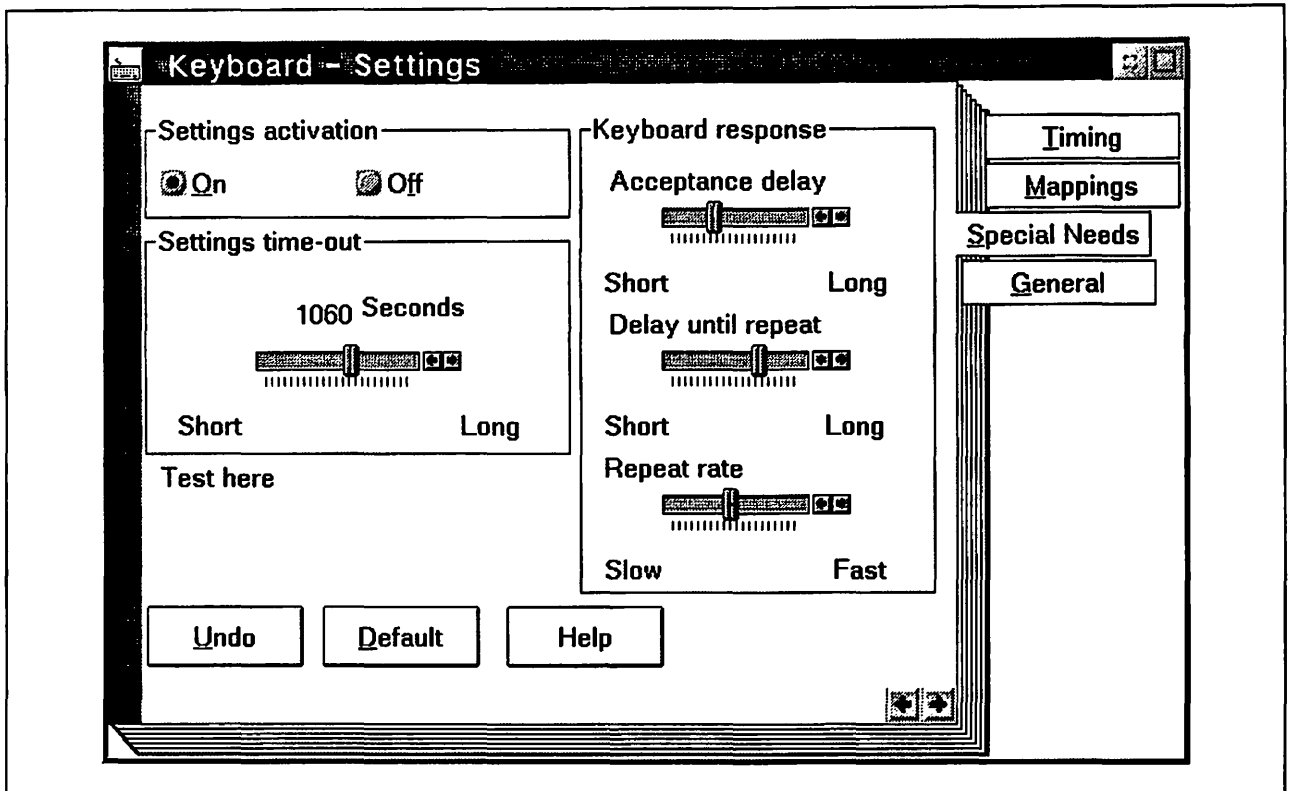 Keyboard – Settings
Settings activation
On Off
Settings time-out
1060 Seconds
Short Long
Test here
Keyboard response
Acceptance delay
Short Long
Delay until repeat
Short Long
Repeat rate
Slow Fast
Undo Default Help
Timing
Mappings
Special Needs
General